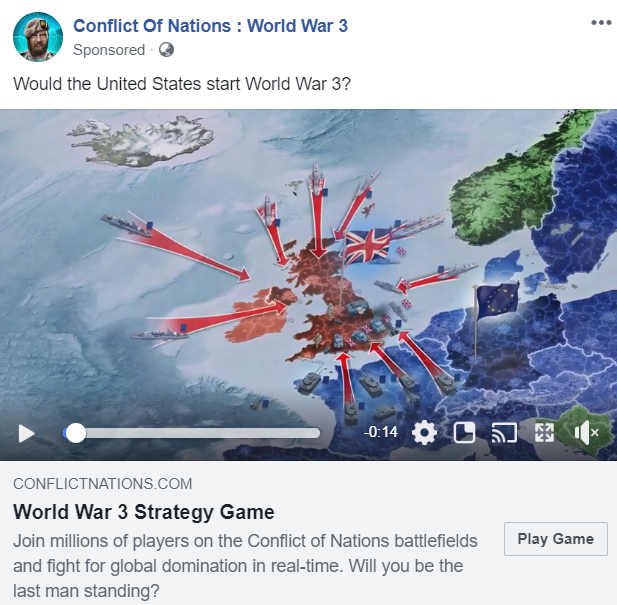 Conflict Of Nations : World War 3
Sponsored ·
Would the United States start World War 3?
-0:14
CONFLICTNATIONS.COM
World War 3 Strategy Game
Join millions of players on the Conflict of Nations battlefields
and fight for global domination in real-time. Will you be the
last man standing?
Play Game